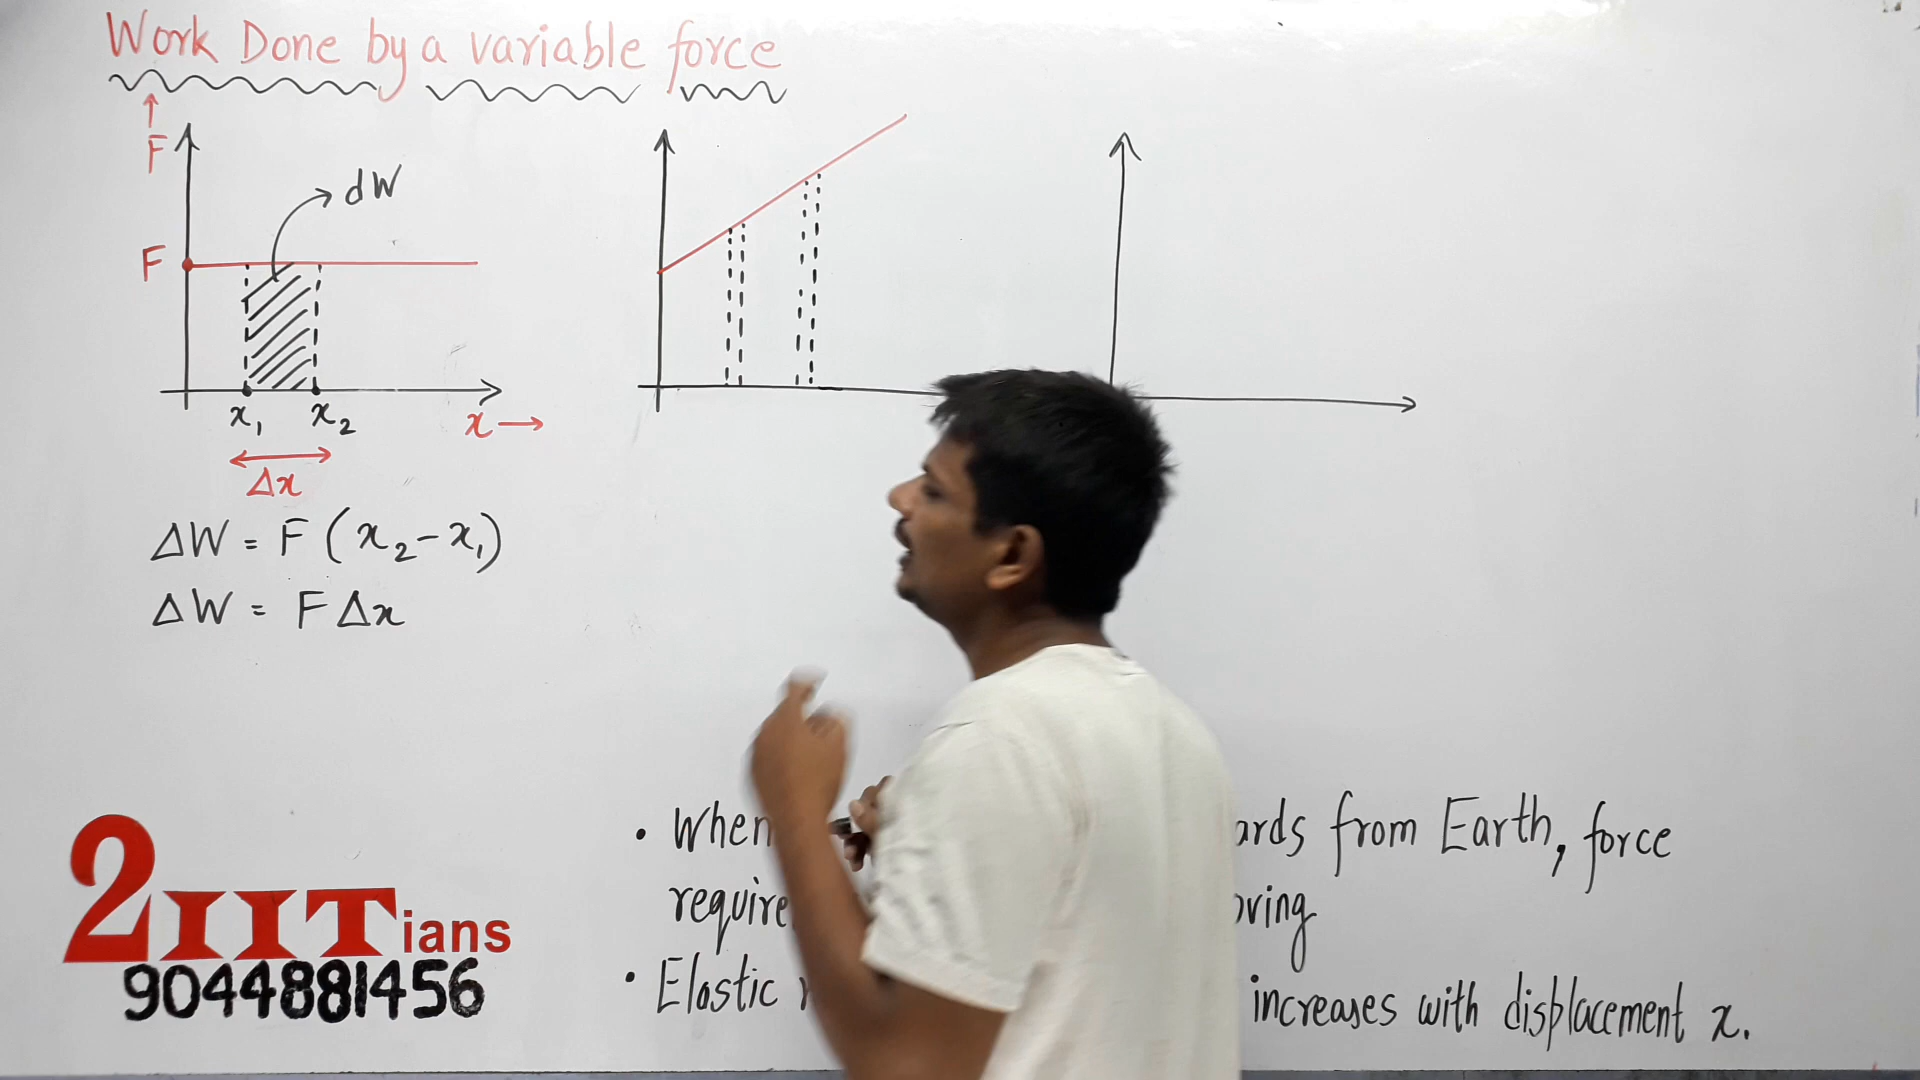 Work Done by a variable force
F
dW
F
x₁ x₂ x →
Δx
ΔW = F (x₂ - x₁)
ΔW = F Δx
• When ards from Earth, force
require oving
• Elastic increases with displacement x.
2IITians
9044881456